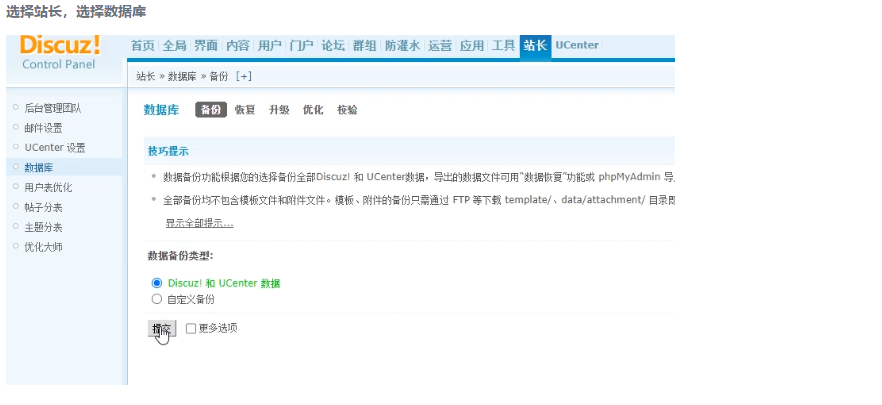 选择站长，选择数据库
Discuz!
Control Panel
首页 全局 界面 内容 用户 门户 论坛 群组 防灌水 运营 应用 工具 站长 UCenter
站长 » 数据库 » 备份 [+]
后台管理团队
邮件设置
UCenter 设置
数据库
用户表优化
帖子分表
主题分表
优化大师
数据库 备份 恢复 升级 优化 检验
技巧提示
数据备份功能根据您的选择备份全部Discuz! 和 UCenter数据，导出的数据文件可用"数据恢复"功能或 phpMyAdmin 导
全部备份均不包含模板文件和附件文件。模板、附件的备份只需通过 FTP 等下载 template/、data/attachment/ 目录即
显示全部提示...
数据备份类型:
Discuz! 和 UCenter 数据
自定义备份
提交 更多选项